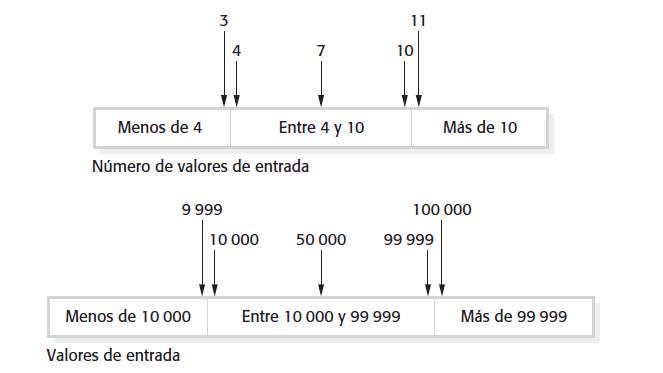 3 11
4 7 10
Menos de 4 Entre 4 y 10 Más de 10
Número de valores de entrada
9 999 100 000
10 000 50 000 99 999
Menos de 10 000 Entre 10 000 y 99 999 Más de 99 999
Valores de entrada